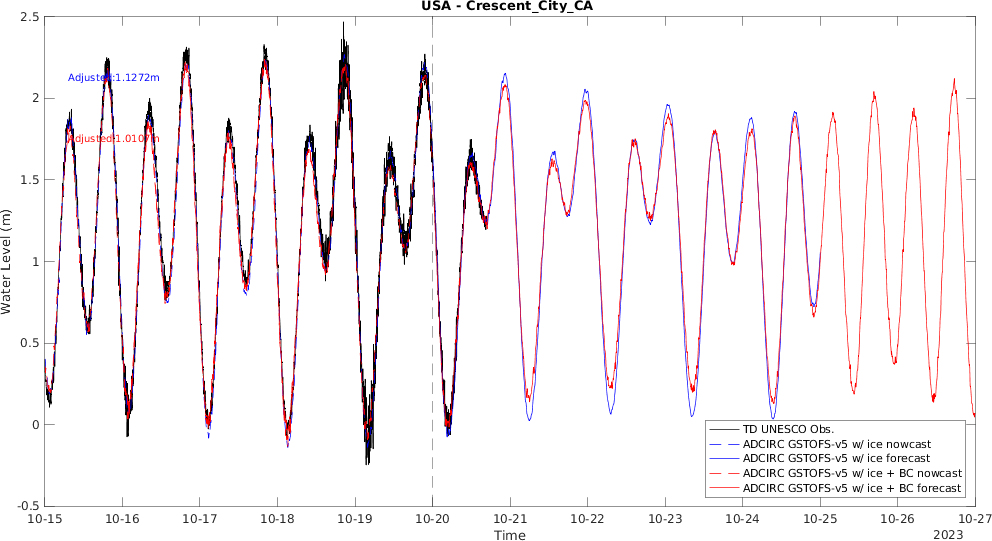 USA - Crescent_City_CA
2.5
2
1.5
1
0.5
0
-0.5
Water Level (m)
Adjusted:1.1272m
Adjusted:1.0107m
TD UNESCO Obs.
ADCIRC GSTOFS-v5 w/ ice nowcast
ADCIRC GSTOFS-v5 w/ ice forecast
ADCIRC GSTOFS-v5 w/ ice + BC nowcast
ADCIRC GSTOFS-v5 w/ ice + BC forecast
10-15 10-16 10-17 10-18 10-19 10-20 10-21 10-22 10-23 10-24 10-25 10-26 10-27
Time
2023